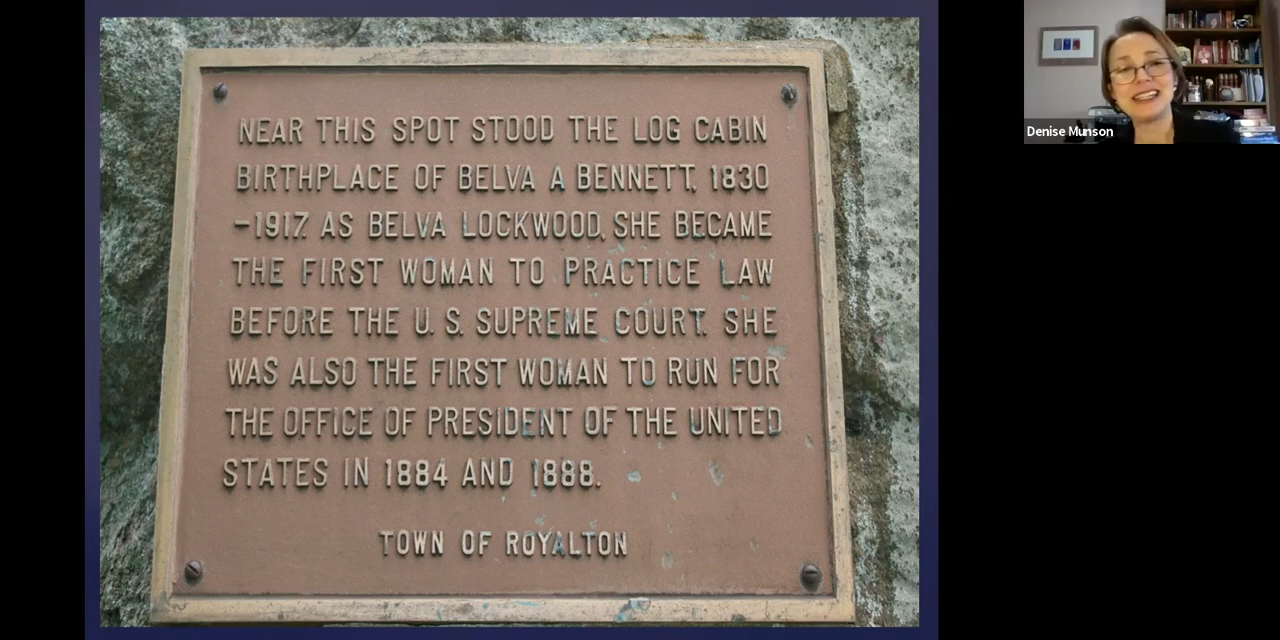 NEAR THIS SPOT STOOD THE LOG CABIN
BIRTHPLACE OF BELVA A BENNETT, 1830
-1917. AS BELVA LOCKWOOD, SHE BECAME
THE FIRST WOMAN TO PRACTICE LAW
BEFORE THE U. S. SUPREME COURT. SHE
WAS ALSO THE FIRST WOMAN TO RUN FOR
THE OFFICE OF PRESIDENT OF THE UNITED
STATES IN 1884 AND 1888.
TOWN OF ROYALTON
Denise Munson